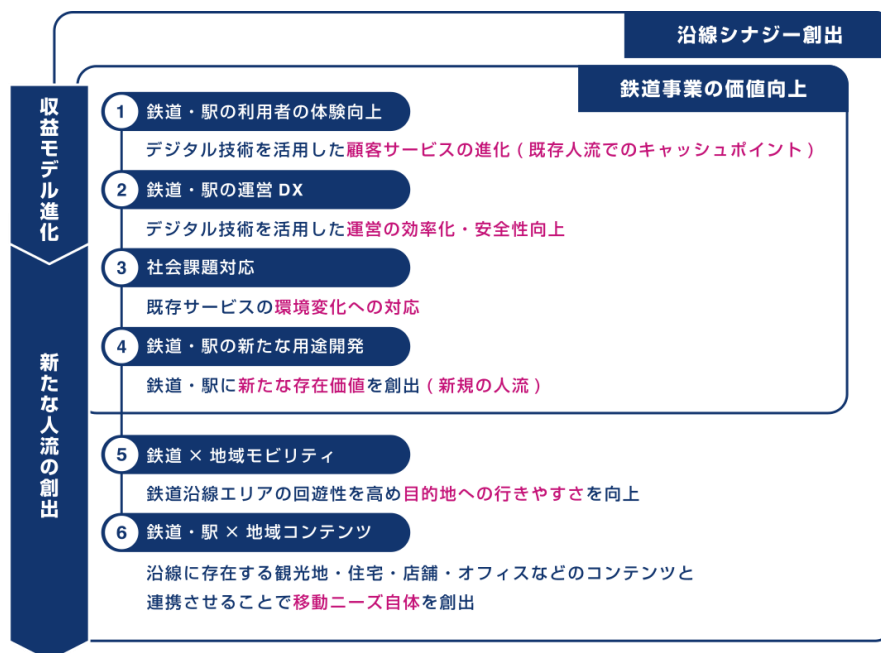 沿線シナジー創出
鉄道事業の価値向上
収益モデル進化
1 鉄道・駅の利用者の体験向上
デジタル技術を活用した顧客サービスの進化 ( 既存人流でのキャッシュポイント )
2 鉄道・駅の運営 DX
デジタル技術を活用した運営の効率化・安全性向上
新たな人流の創出
3 社会課題対応
既存サービスの環境変化への対応
4 鉄道・駅の新たな用途開発
鉄道・駅に新たな存在価値を創出 ( 新規の人流 )
5 鉄道 × 地域モビリティ
鉄道沿線エリアの回遊性を高め目的地への行きやすさを向上
6 鉄道・駅 × 地域コンテンツ
沿線に存在する観光地・住宅・店舗・オフィスなどのコンテンツと
連携させることで移動ニーズ自体を創出